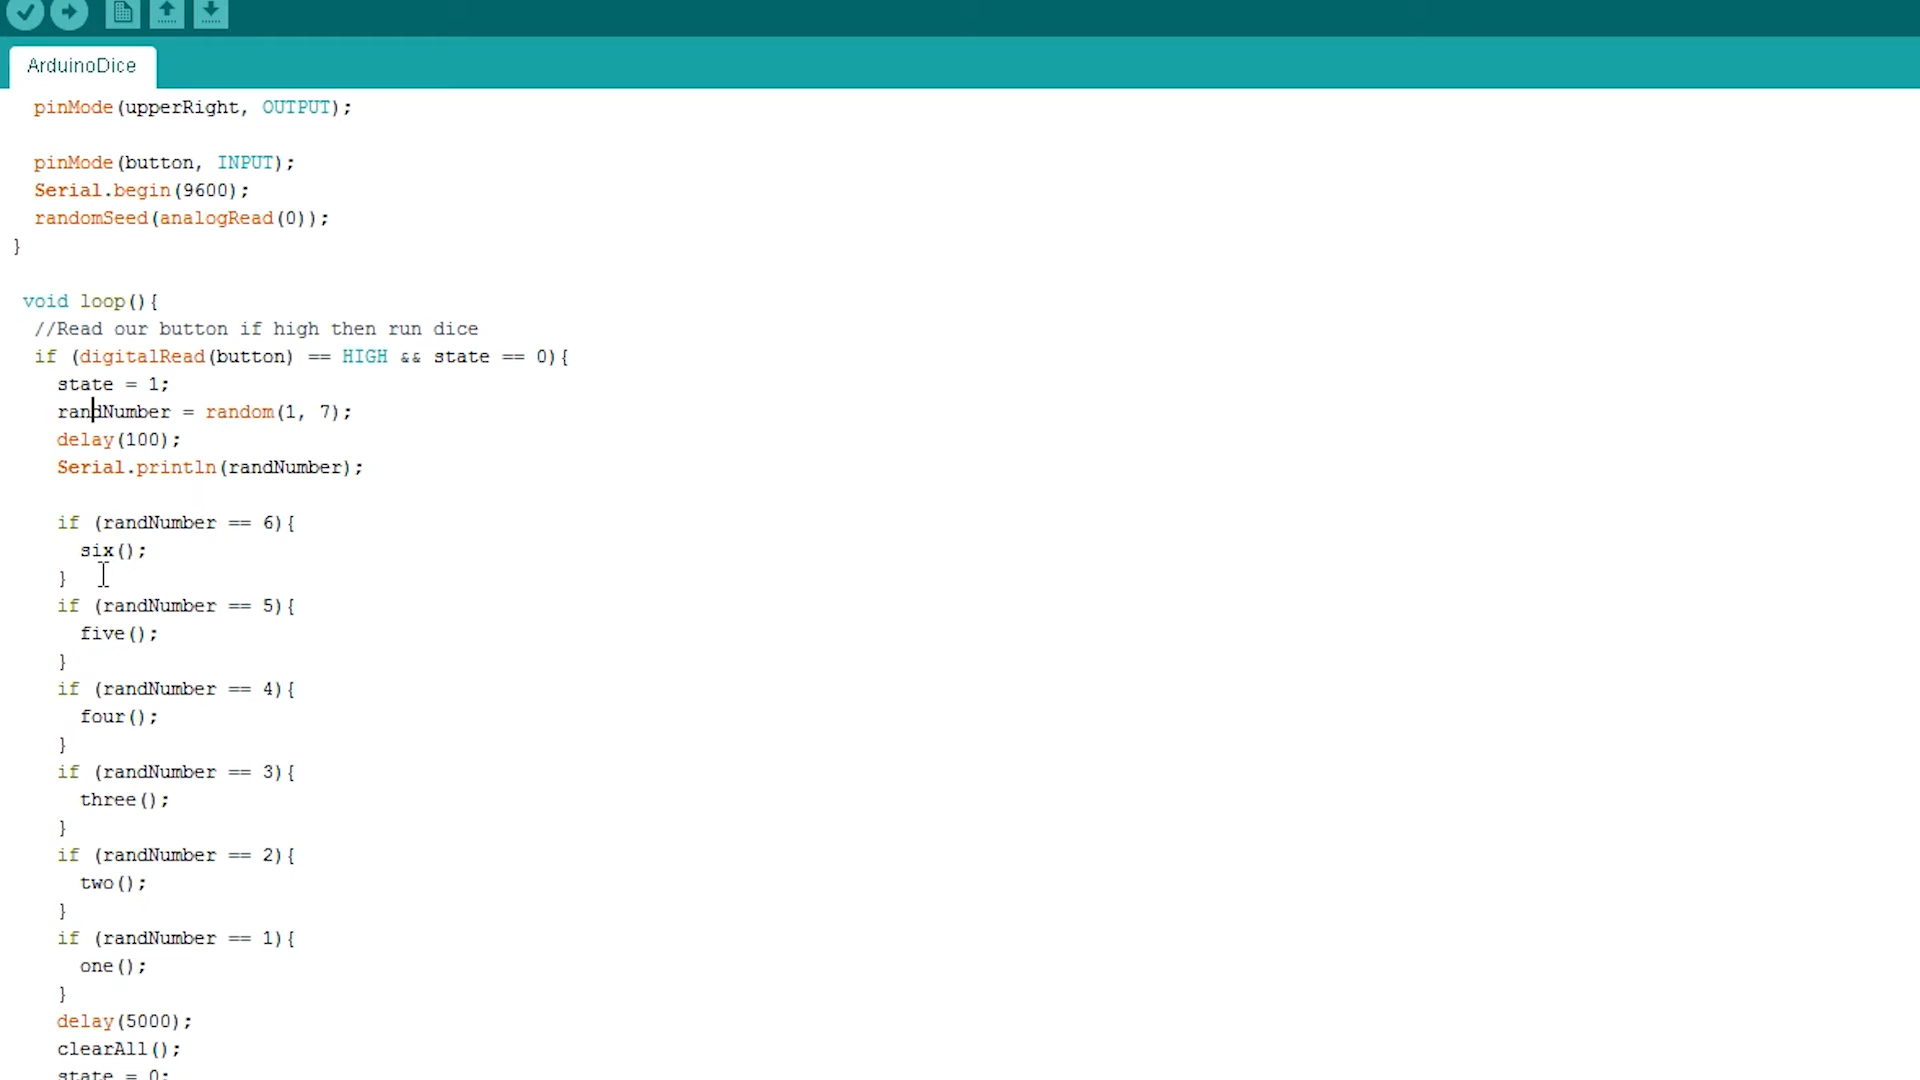 ArduinoDice
pinMode(upperRight, OUTPUT);
pinMode(button, INPUT);
Serial.begin(9600);
randomSeed(analogRead(0));
}
void loop(){
//Read our button if high then run dice
if (digitalRead(button) == HIGH && state == 0){
state = 1;
randNumber = random(1, 7);
delay(100);
Serial.println(randNumber);
if (randNumber == 6){
six();
}
if (randNumber == 5){
five();
}
if (randNumber == 4){
four();
}
if (randNumber == 3){
three();
}
if (randNumber == 2){
two();
}
if (randNumber == 1){
one();
}
delay(5000);
clearAll();
state = 0;